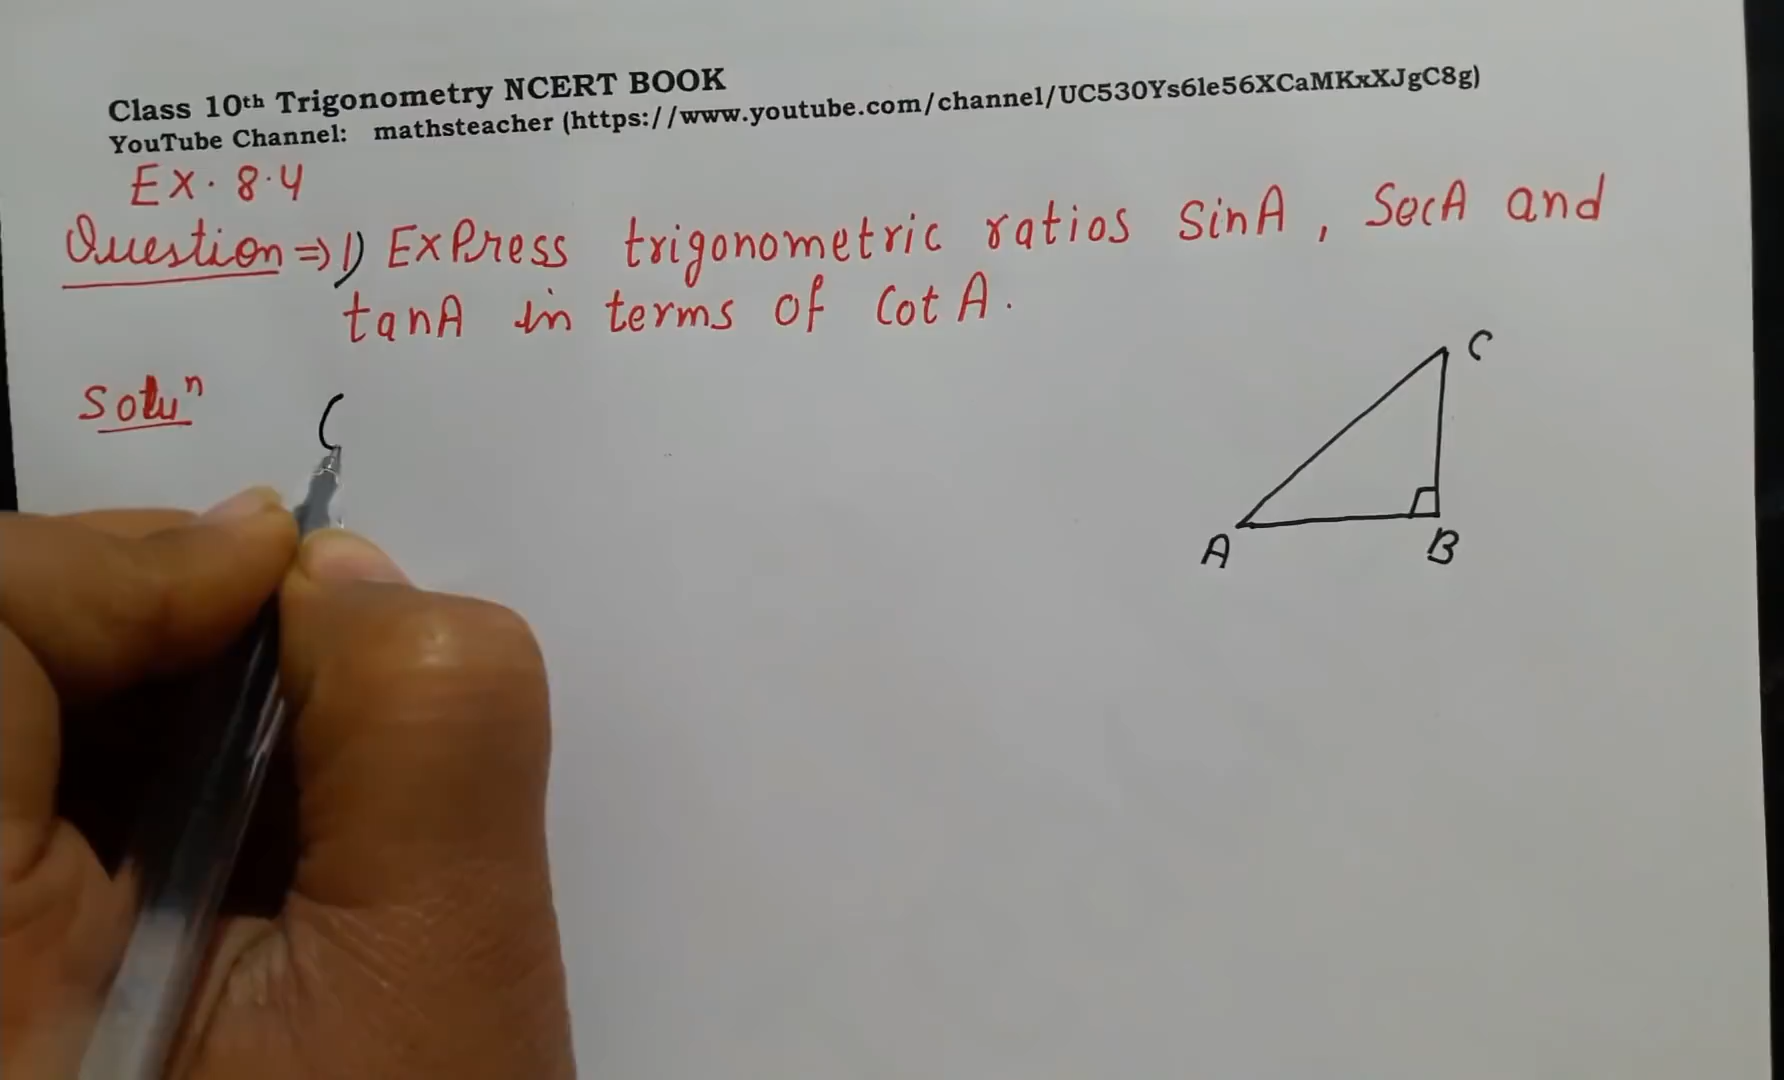 Class 10th Trigonometry NCERT BOOK
YouTube Channel: mathsteacher (https://www.youtube.com/channel/UC530Ys6le56XCaMKxXJgC8g)
Ex. 8.4
Question ⇒ 1) Express trigonometric ratios SinA, SecA and
tanA in terms of Cot A.
Soluⁿ
C
C
A
B